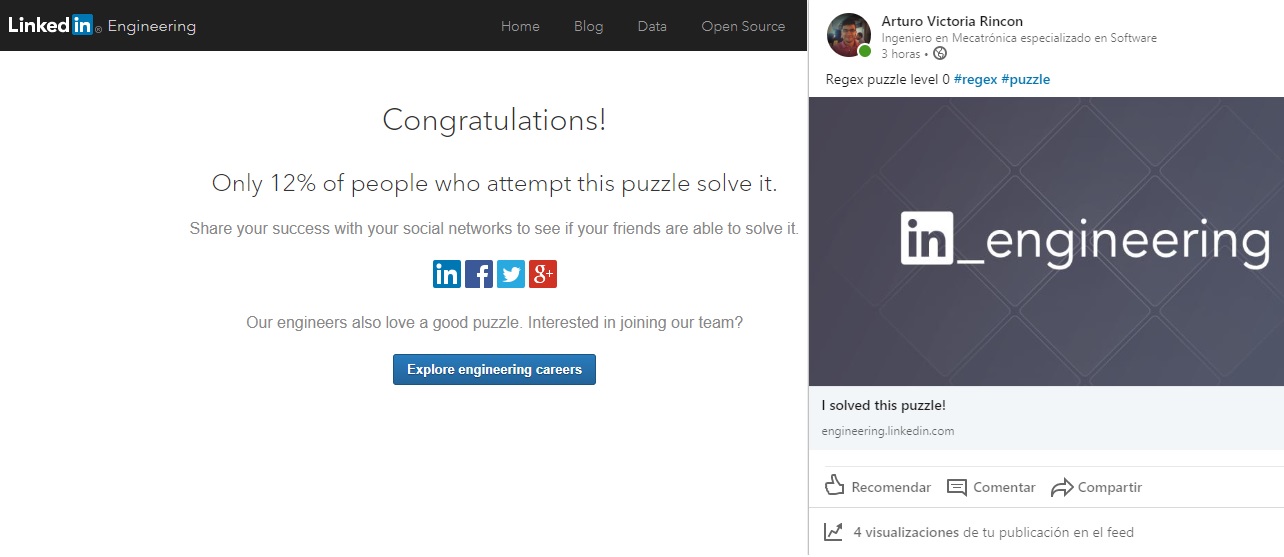 Linked in ® Engineering
Home Blog Data Open Source
Congratulations!
Only 12% of people who attempt this puzzle solve it.
Share your success with your social networks to see if your friends are able to solve it.
in f g+
Our engineers also love a good puzzle. Interested in joining our team?
Explore engineering careers
Arturo Victoria Rincon
Ingeniero en Mecatrónica especializado en Software
3 horas •
Regex puzzle level 0 #regex #puzzle
in_engineering
I solved this puzzle!
engineering.linkedin.com
Recomendar Comentar Compartir
4 visualizaciones de tu publicación en el feed